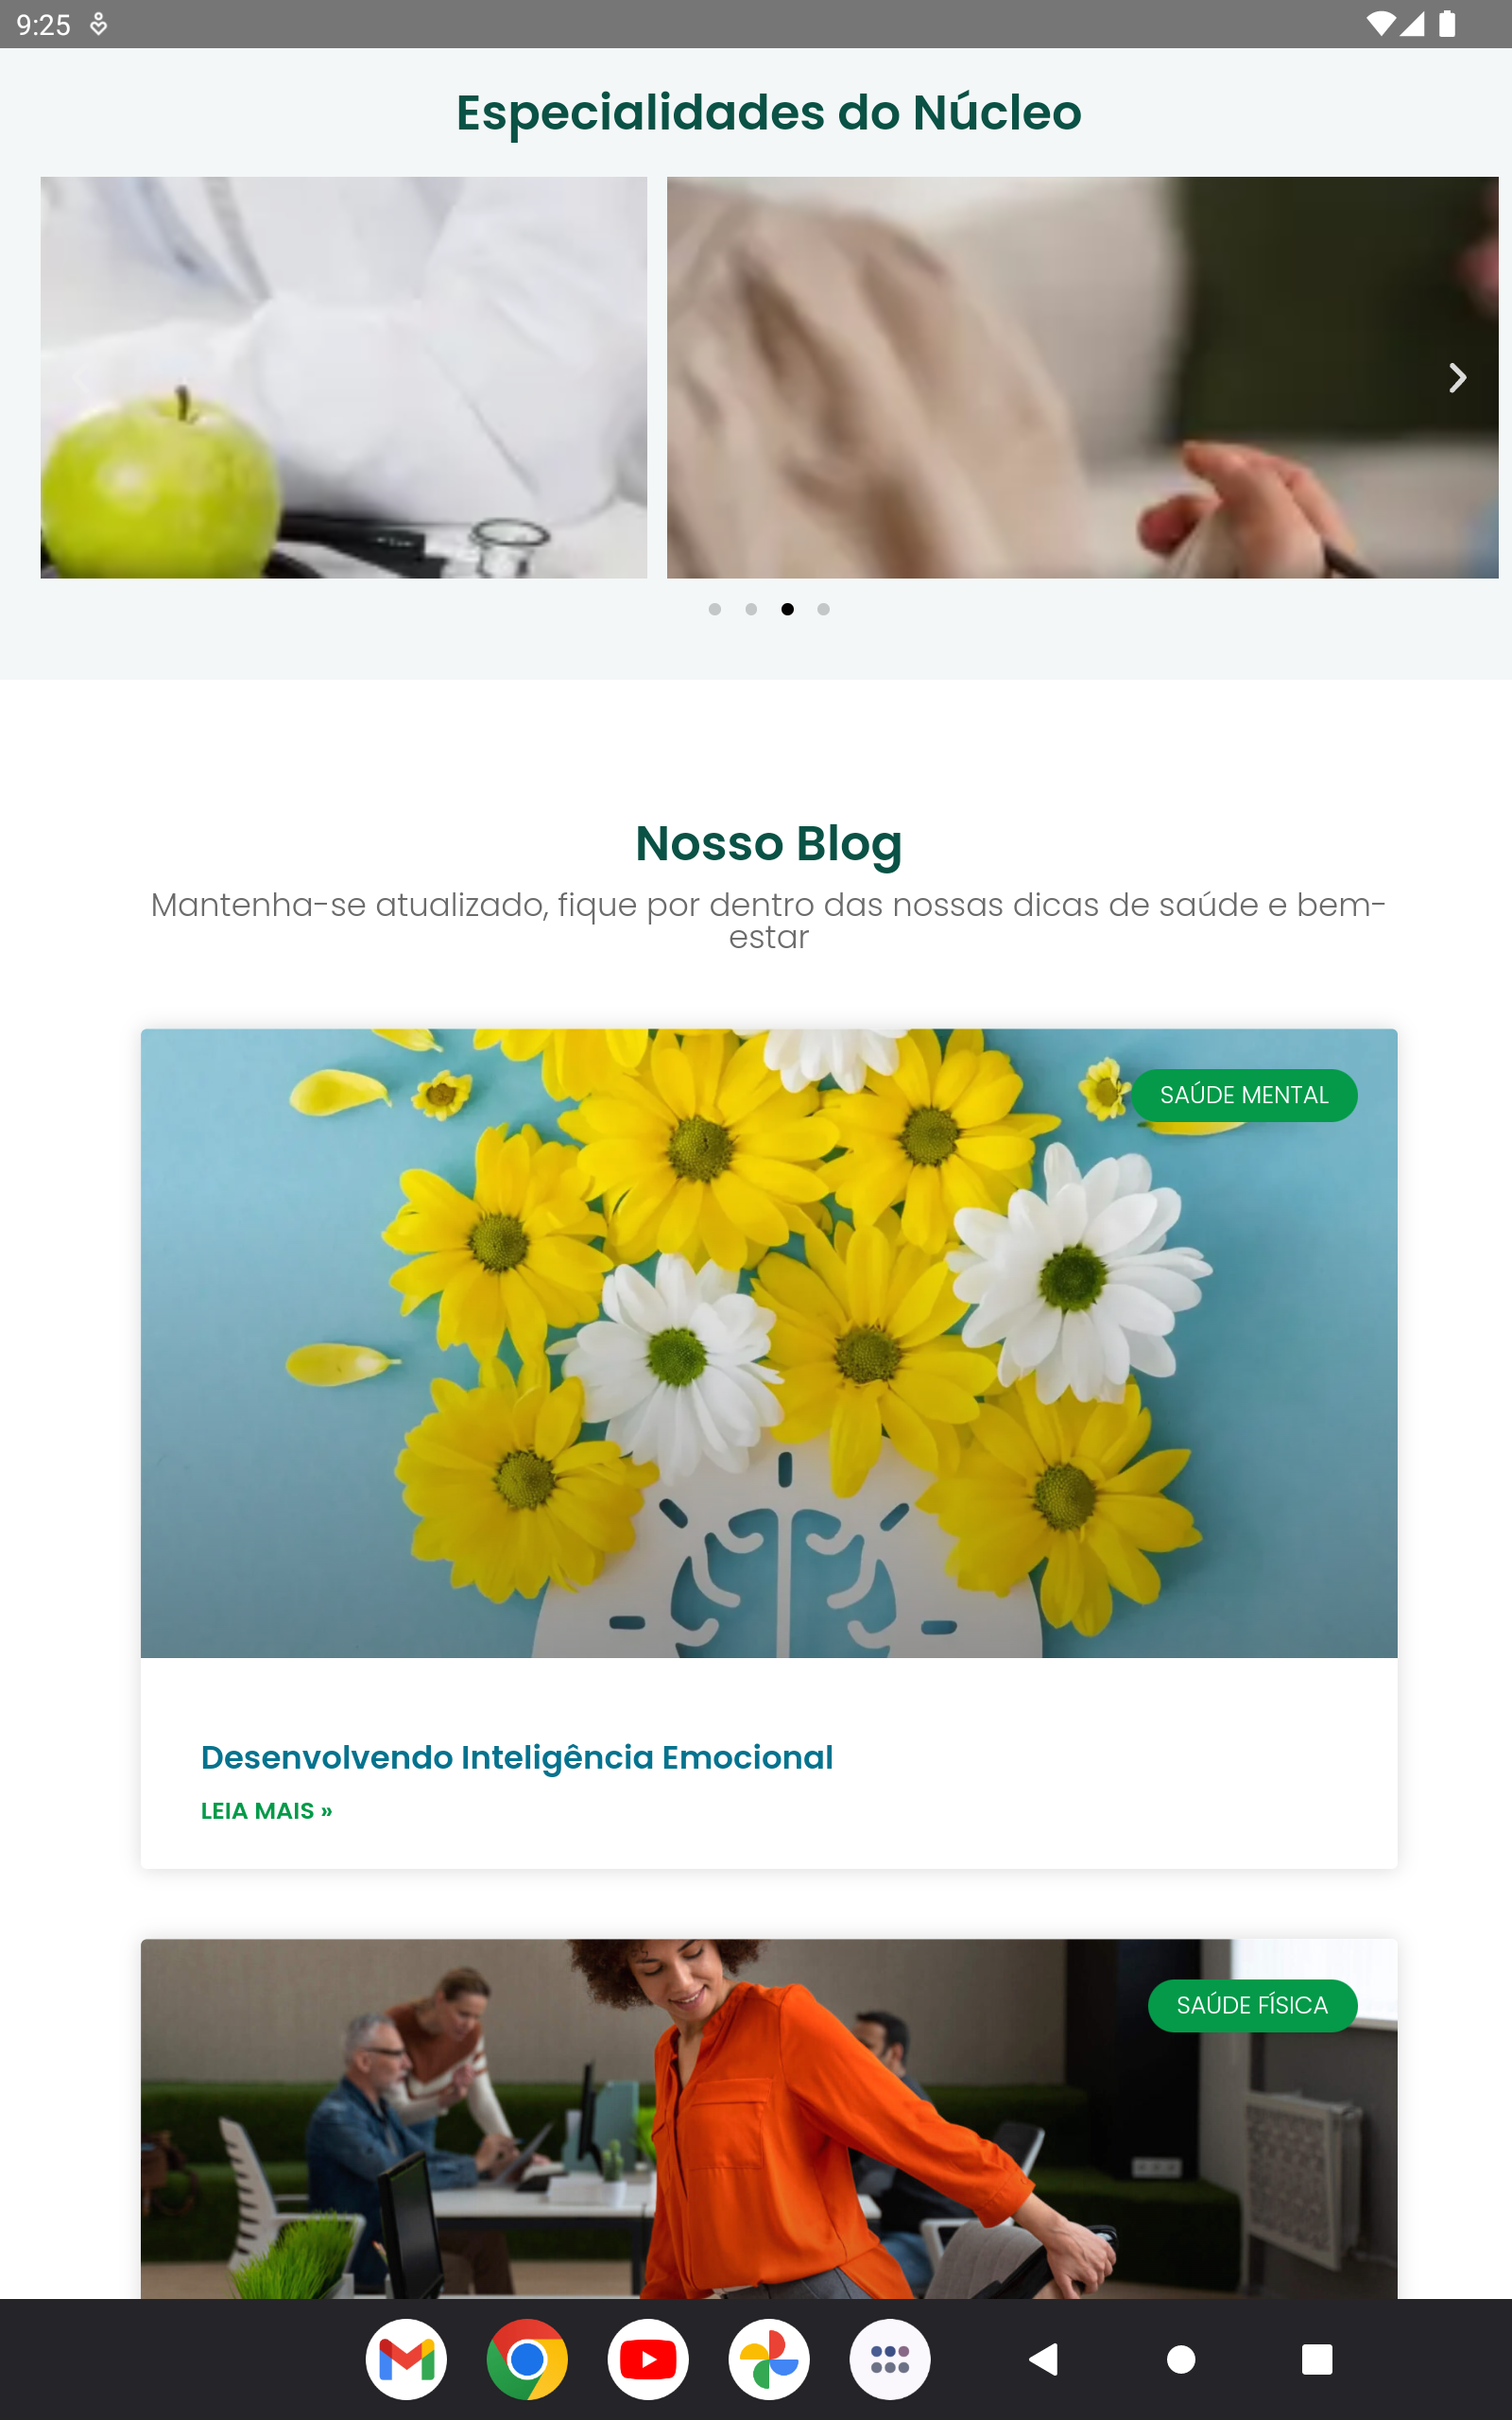 9:25
Especialidades do Núcleo
Nosso Blog
Mantenha-se atualizado, fique por dentro das nossas dicas de saúde e bem-
estar
SAÚDE MENTAL
Desenvolvendo Inteligência Emocional
LEIA MAIS »
SAÚDE FÍSICA